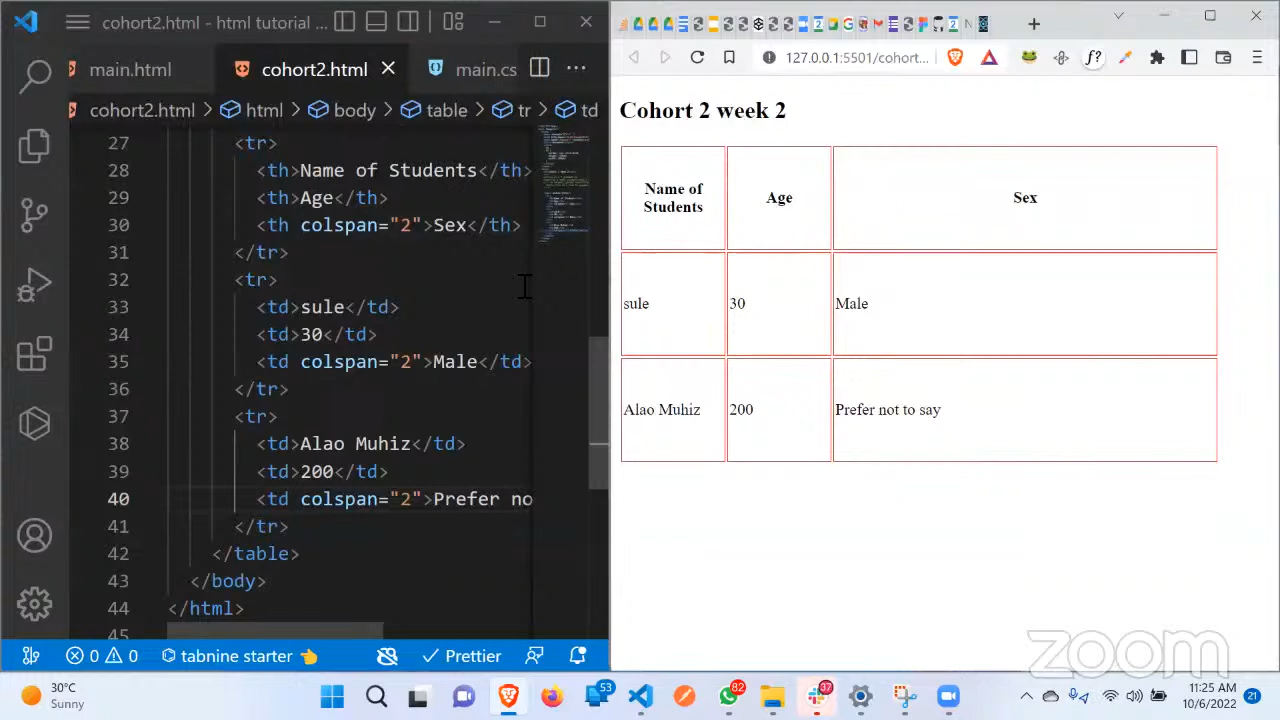 cohort2.html - html tutorial ...
main.html
cohort2.html
main.cs
cohort2.html > html > body > table > tr > td
27 <tr>
28 <th>Name of Students</th>
29 <th>Age</th>
30 <th colspan="2">Sex</th>
31 </tr>
32 <tr>
33 <td>sule</td>
34 <td>30</td>
35 <td colspan="2">Male</td>
36 </tr>
37 <tr>
38 <td>Alao Muhiz</td>
39 <td>200</td>
40 <td colspan="2">Prefer no
41 </tr>
42 </table>
43 </body>
44 </html>
45
0 0 tabnine starter Prettier
127.0.0.1:5501/cohort...
Cohort 2 week 2
Name of
Students
Age
Sex
sule
30
Male
Alao Muhiz
200
Prefer not to say
zoom
30°C
Sunny
53
82
37
11:25 AM
10/6/2022
21